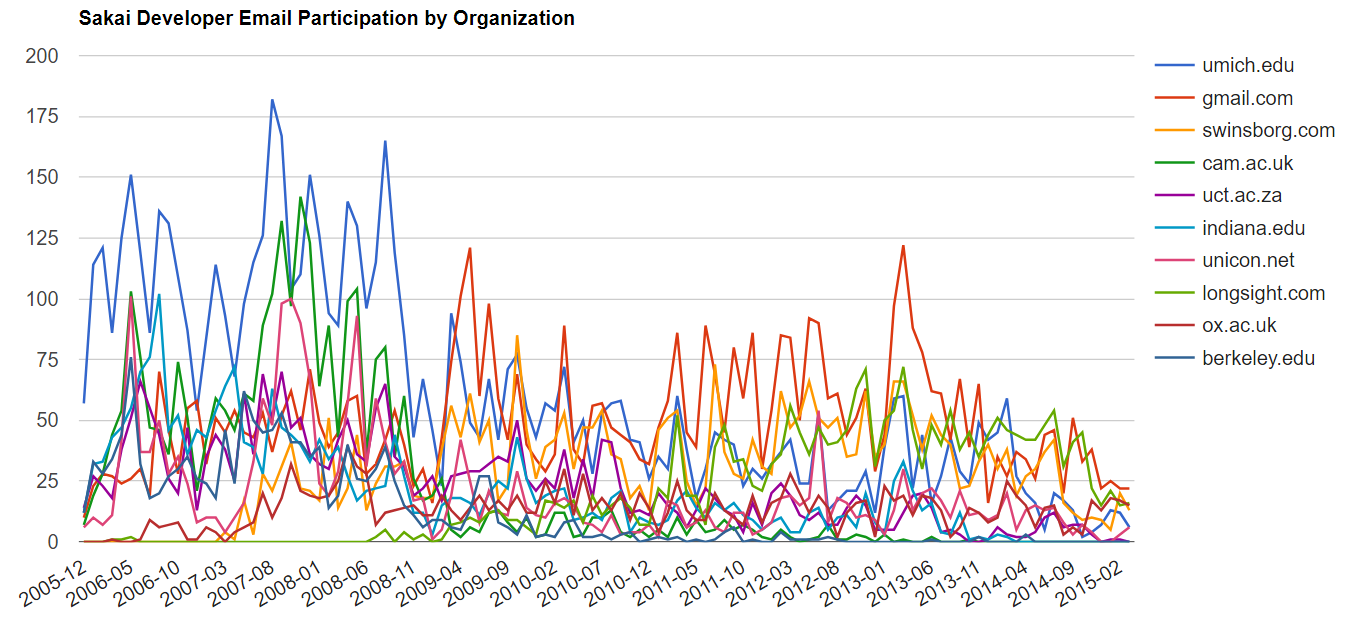 Sakai Developer Email Participation by Organization
200
175
150
125
100
75
50
25
0
2005-12
2006-05
2006-10
2007-03
2007-08
2008-01
2008-06
2008-11
2009-04
2009-09
2010-02
2010-07
2010-12
2011-05
2011-10
2012-03
2012-08
2013-01
2013-06
2013-11
2014-04
2014-09
2015-02
umich.edu
gmail.com
swinsborg.com
cam.ac.uk
uct.ac.za
indiana.edu
unicon.net
longsight.com
ox.ac.uk
berkeley.edu